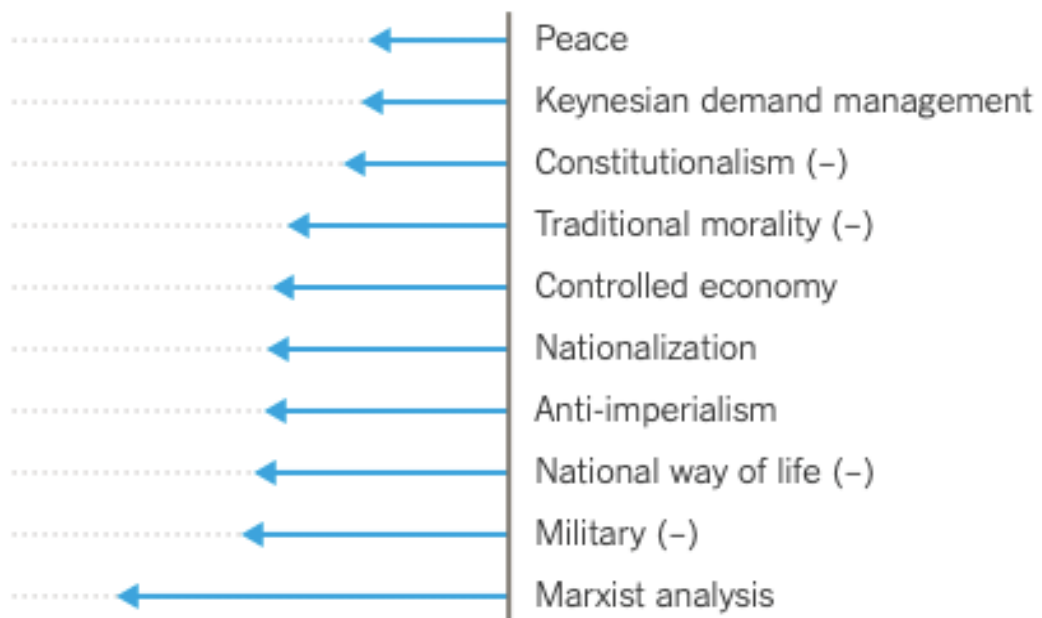 Peace
Keynesian demand management
Constitutionalism (–)
Traditional morality (–)
Controlled economy
Nationalization
Anti-imperialism
National way of life (–)
Military (–)
Marxist analysis